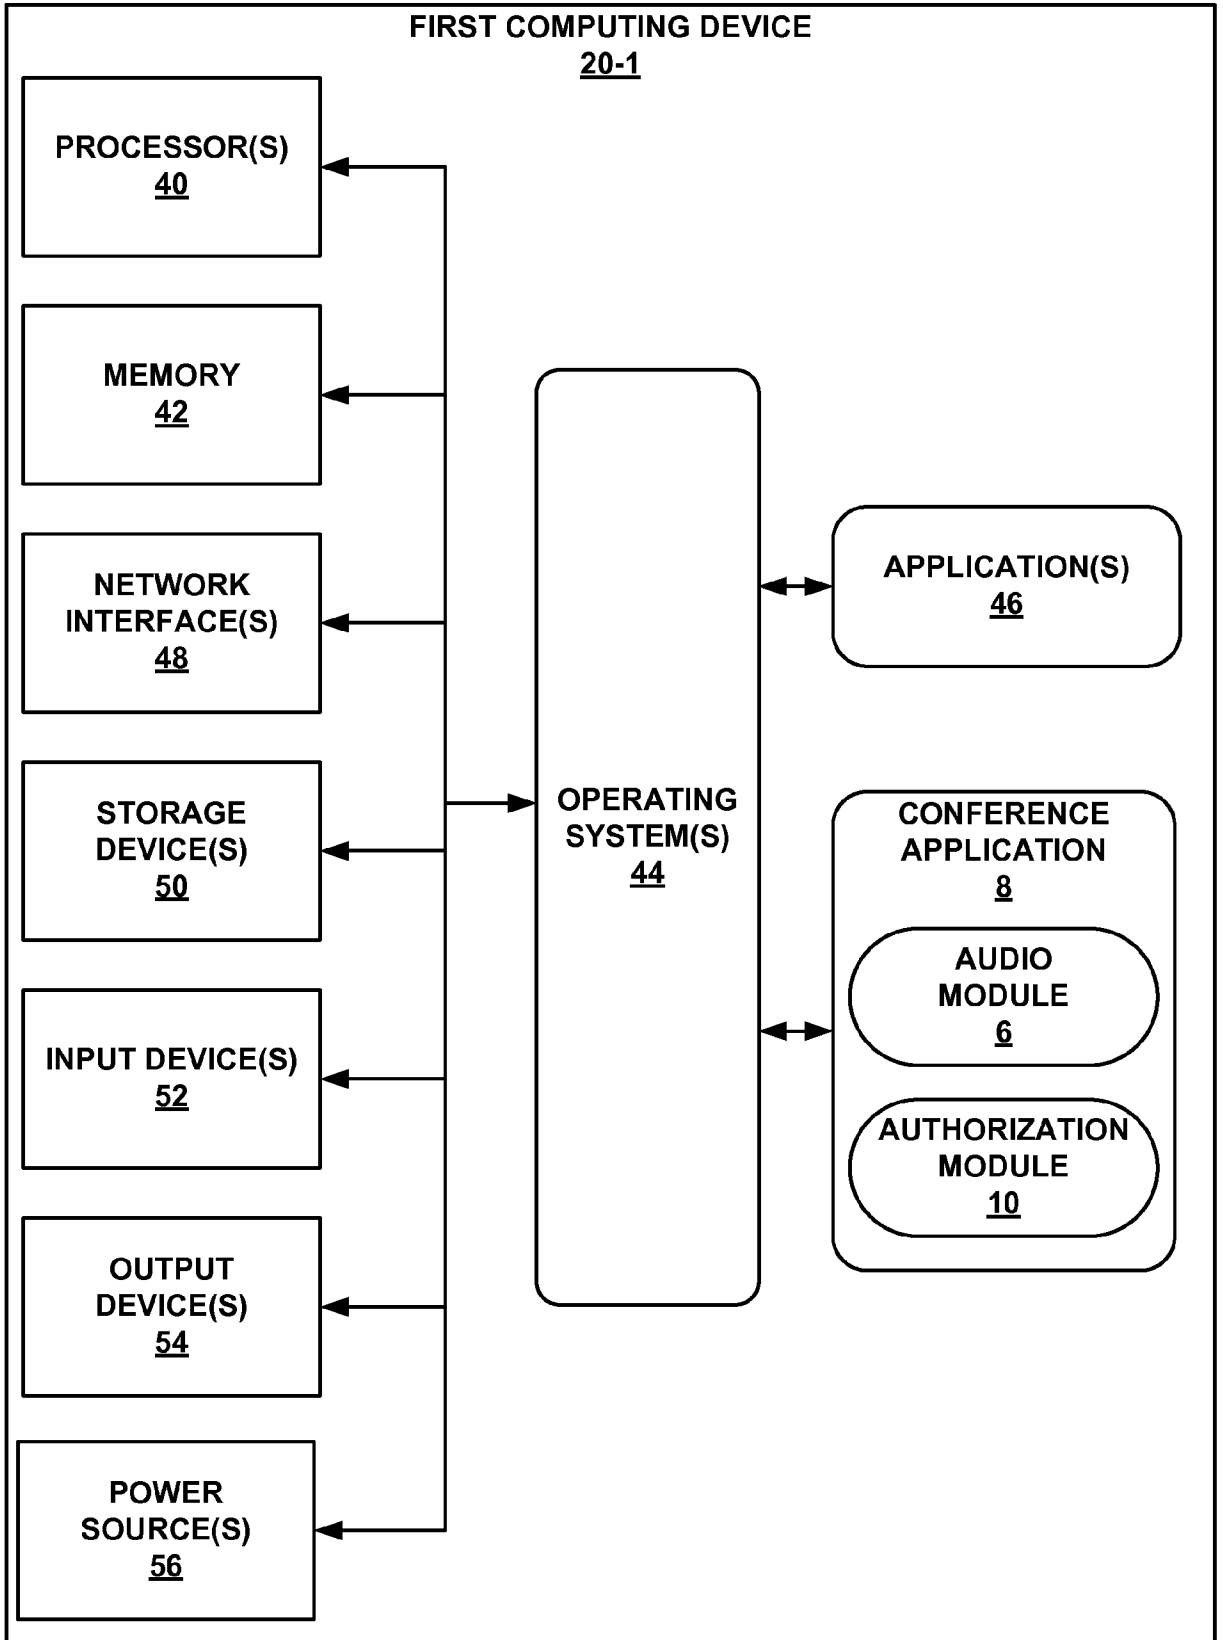 FIRST COMPUTING DEVICE
20-1
PROCESSOR(S)
40
MEMORY
42
NETWORK
INTERFACE(S)
48
STORAGE
DEVICE(S)
50
INPUT DEVICE(S)
52
OUTPUT
DEVICE(S)
54
POWER
SOURCE(S)
56
OPERATING
SYSTEM(S)
44
APPLICATION(S)
46
CONFERENCE
APPLICATION
8
AUDIO
MODULE
6
AUTHORIZATION
MODULE
10